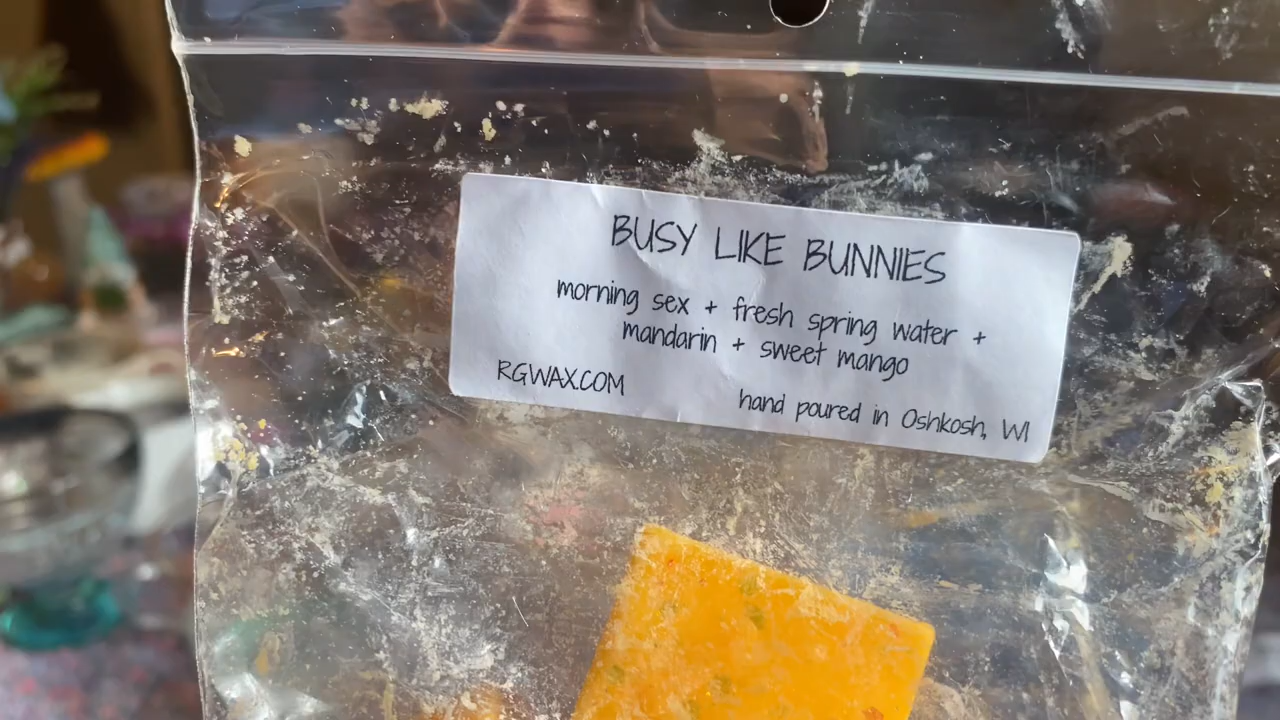 BUSY LIKE BUNNIES
morning sex + fresh spring water +
mandarin + sweet mango
RGWAX.COM
hand poured in Oshkosh, WI